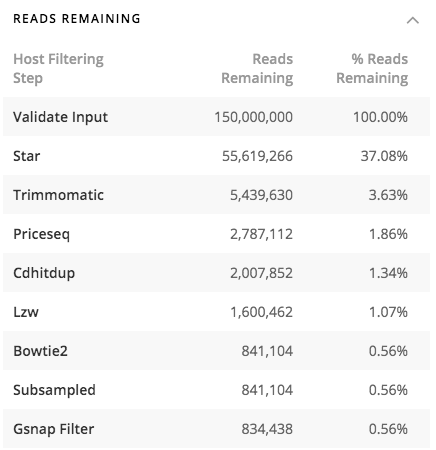 READS REMAINING
Host Filtering Step Reads Remaining % Reads Remaining
Validate Input 150,000,000 100.00%
Star 55,619,266 37.08%
Trimmomatic 5,439,630 3.63%
Priceseq 2,787,112 1.86%
Cdhitdup 2,007,852 1.34%
Lzw 1,600,462 1.07%
Bowtie2 841,104 0.56%
Subsampled 841,104 0.56%
Gsnap Filter 834,438 0.56%